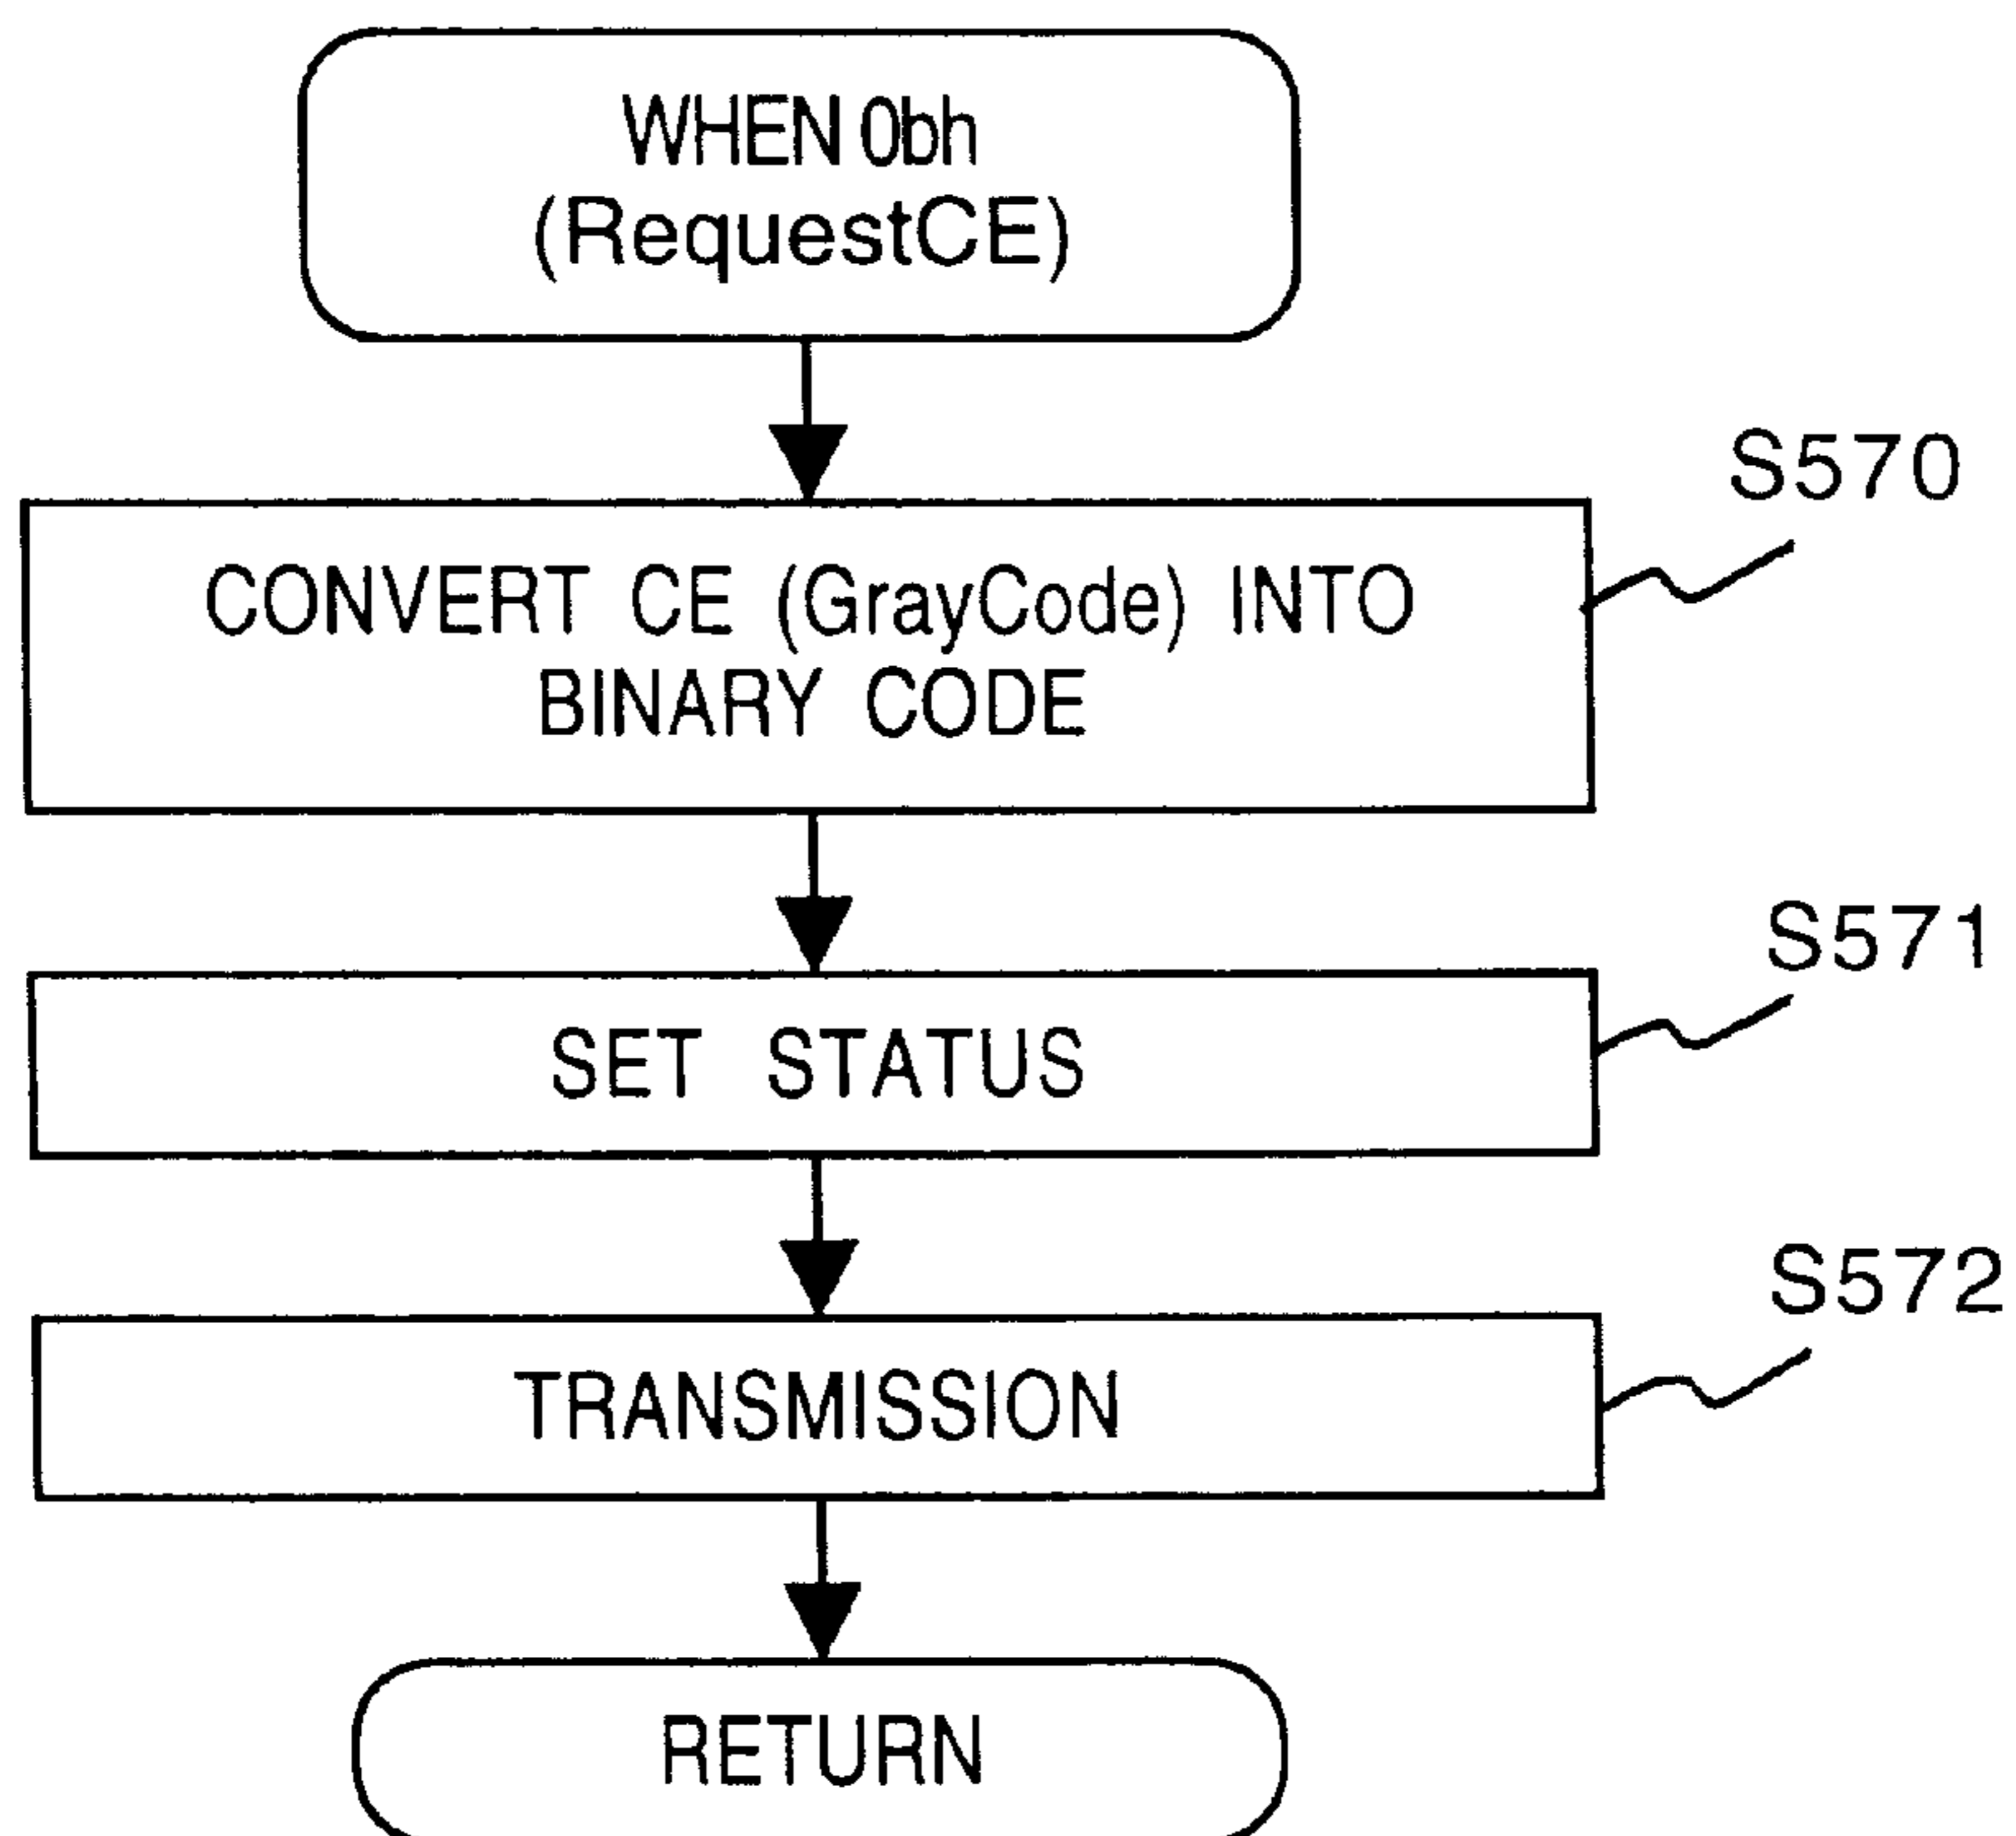 WHEN 0bh
(RequestCE)
S570
CONVERT CE (GrayCode) INTO
BINARY CODE
S571
SET STATUS
S572
TRANSMISSION
RETURN